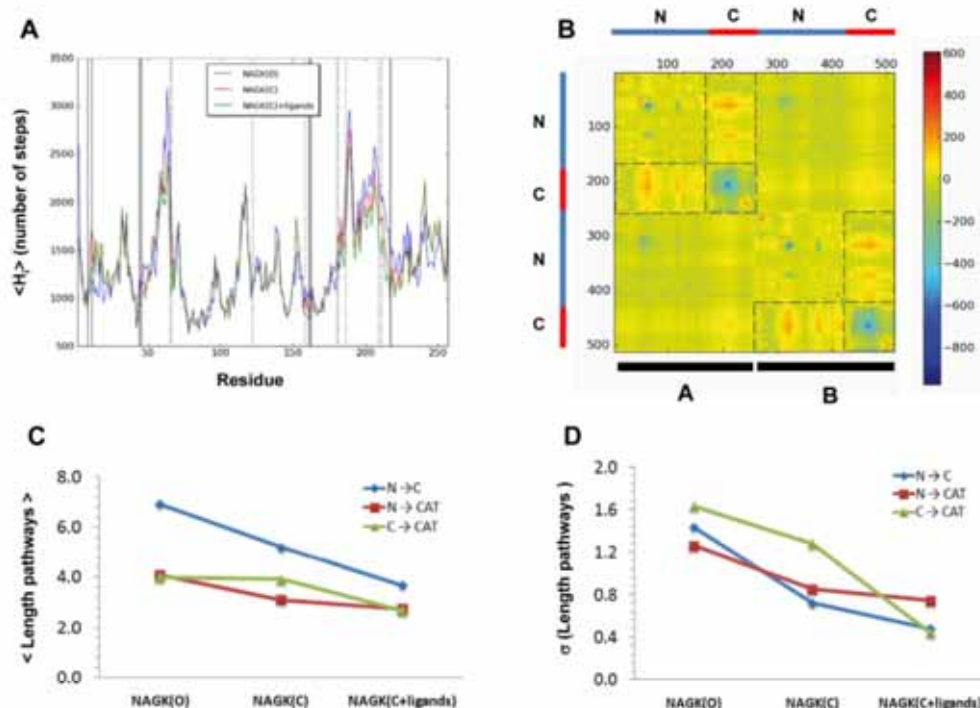 A
<Hᵢ> (number of steps)
3500
3000
2500
2000
1500
1000
500
NAGK(O)
NAGK(C)
NAGK(C)+ligands
50
100
150
200
250
Residue
B
N C N C
100 200 300 400 500
N
C
N
C
100
200
300
400
500
A B
600
400
200
0
−200
−400
−600
−800
C
< Length pathways >
8.0
6.0
4.0
2.0
0.0
N → C
N → CAT
C → CAT
NAGK(O) NAGK(C) NAGK(C+ligands)
D
σ (Length pathways )
2.0
1.6
1.2
0.8
0.4
0.0
N → C
N → CAT
C → CAT
NAGK(O) NAGK(C) NAGK(C+ligands)